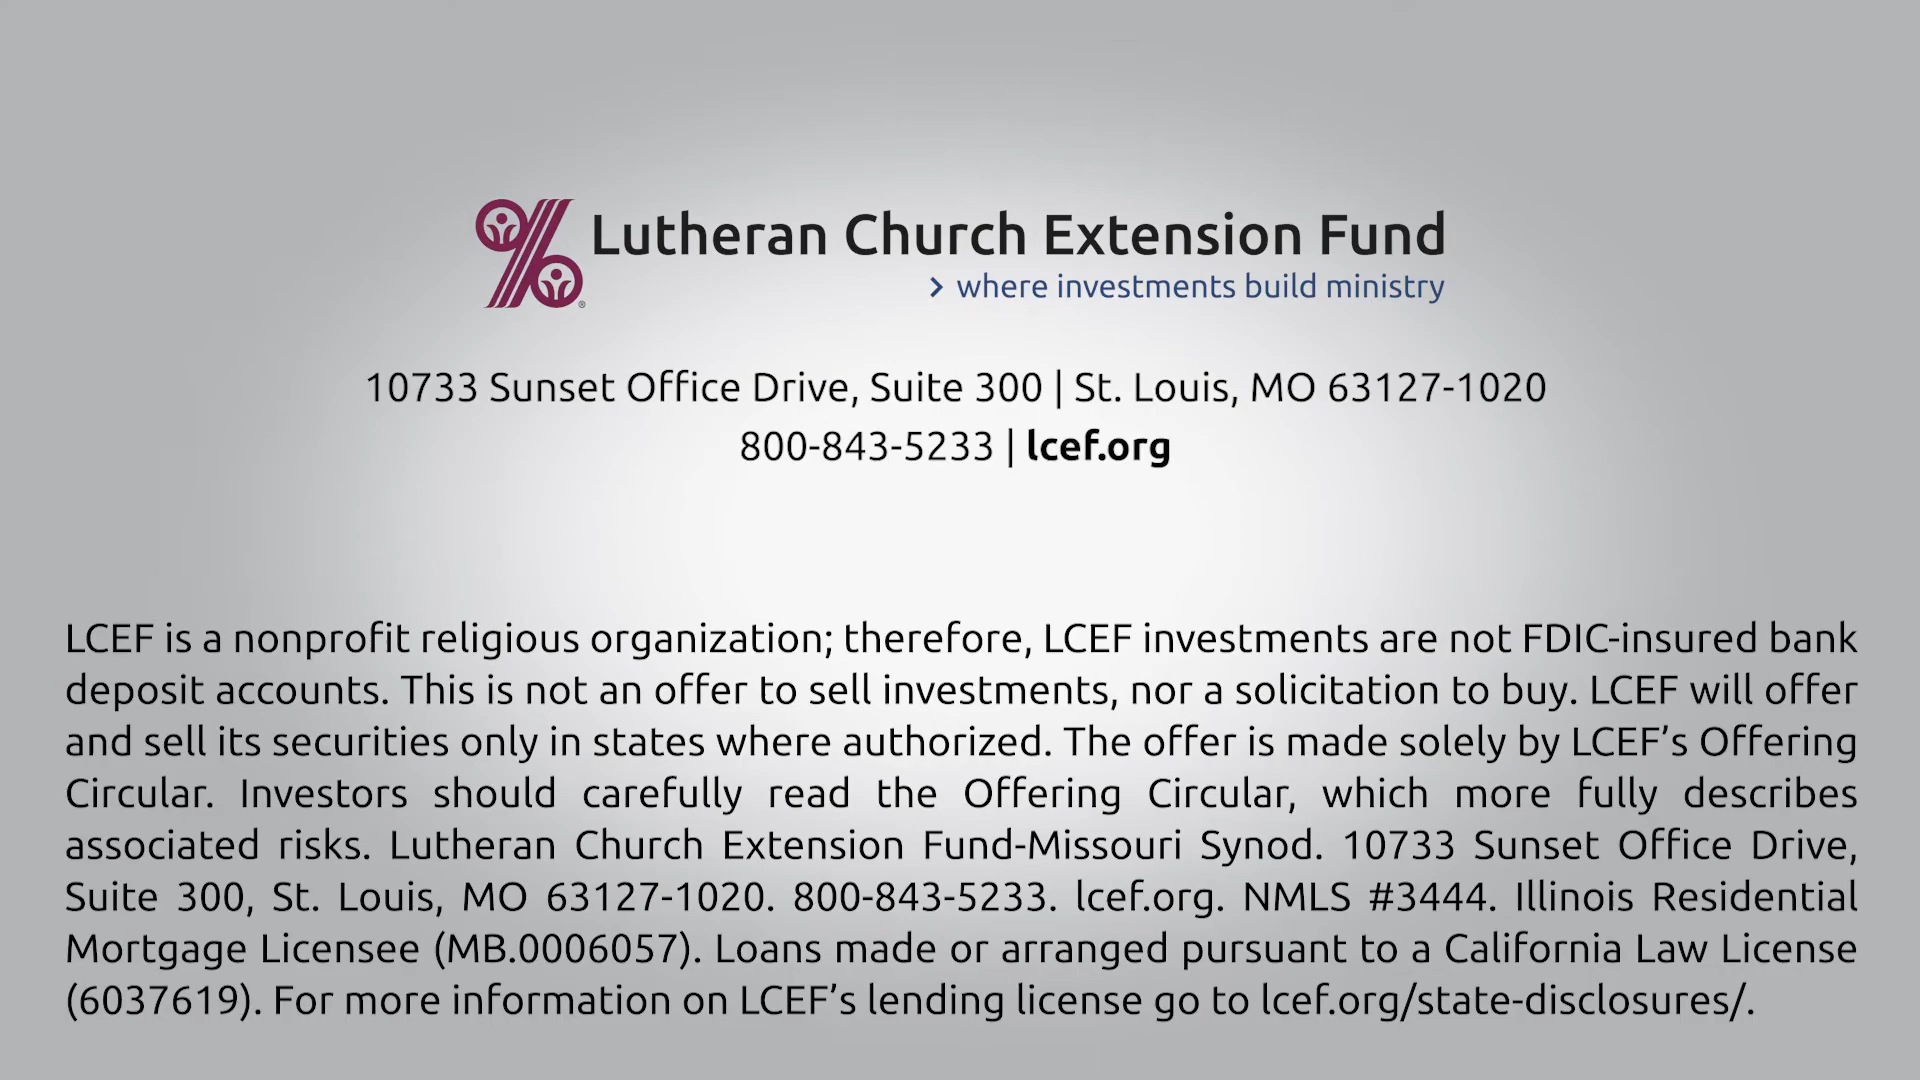 Lutheran Church Extension Fund
> where investments build ministry
10733 Sunset Office Drive, Suite 300 | St. Louis, MO 63127-1020
800-843-5233 | lcef.org
LCEF is a nonprofit religious organization; therefore, LCEF investments are not FDIC-insured bank
deposit accounts. This is not an offer to sell investments, nor a solicitation to buy. LCEF will offer
and sell its securities only in states where authorized. The offer is made solely by LCEF’s Offering
Circular. Investors should carefully read the Offering Circular, which more fully describes
associated risks. Lutheran Church Extension Fund-Missouri Synod. 10733 Sunset Office Drive,
Suite 300, St. Louis, MO 63127-1020. 800-843-5233. lcef.org. NMLS #3444. Illinois Residential
Mortgage Licensee (MB.0006057). Loans made or arranged pursuant to a California Law License
(6037619). For more information on LCEF’s lending license go to lcef.org/state-disclosures/.